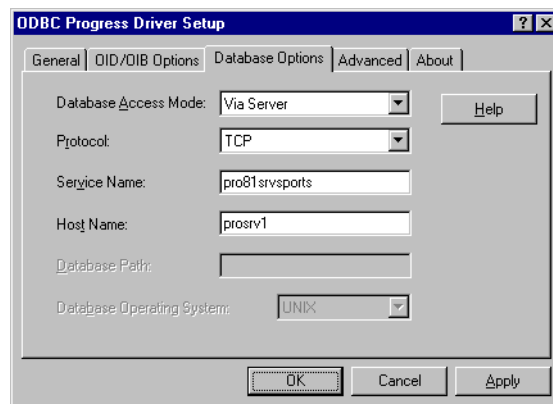 ODBC Progress Driver Setup
General OID/OIB Options Database Options Advanced About
Database Access Mode: Via Server Help
Protocol: TCP
Service Name: pro81srvsports
Host Name: prosrv1
Database Path:
Database Operating System: UNIX
OK Cancel Apply